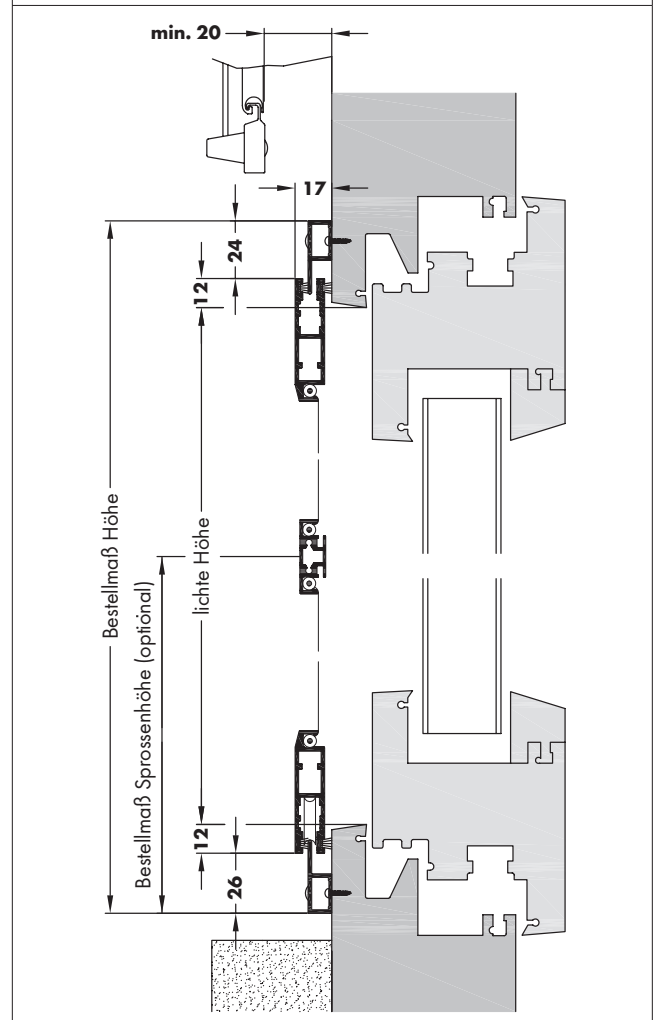 min. 20
17
24
12
Bestellmaß Höhe
lichte Höhe
Bestellmaß Sprossenhöhe (optional)
12
26